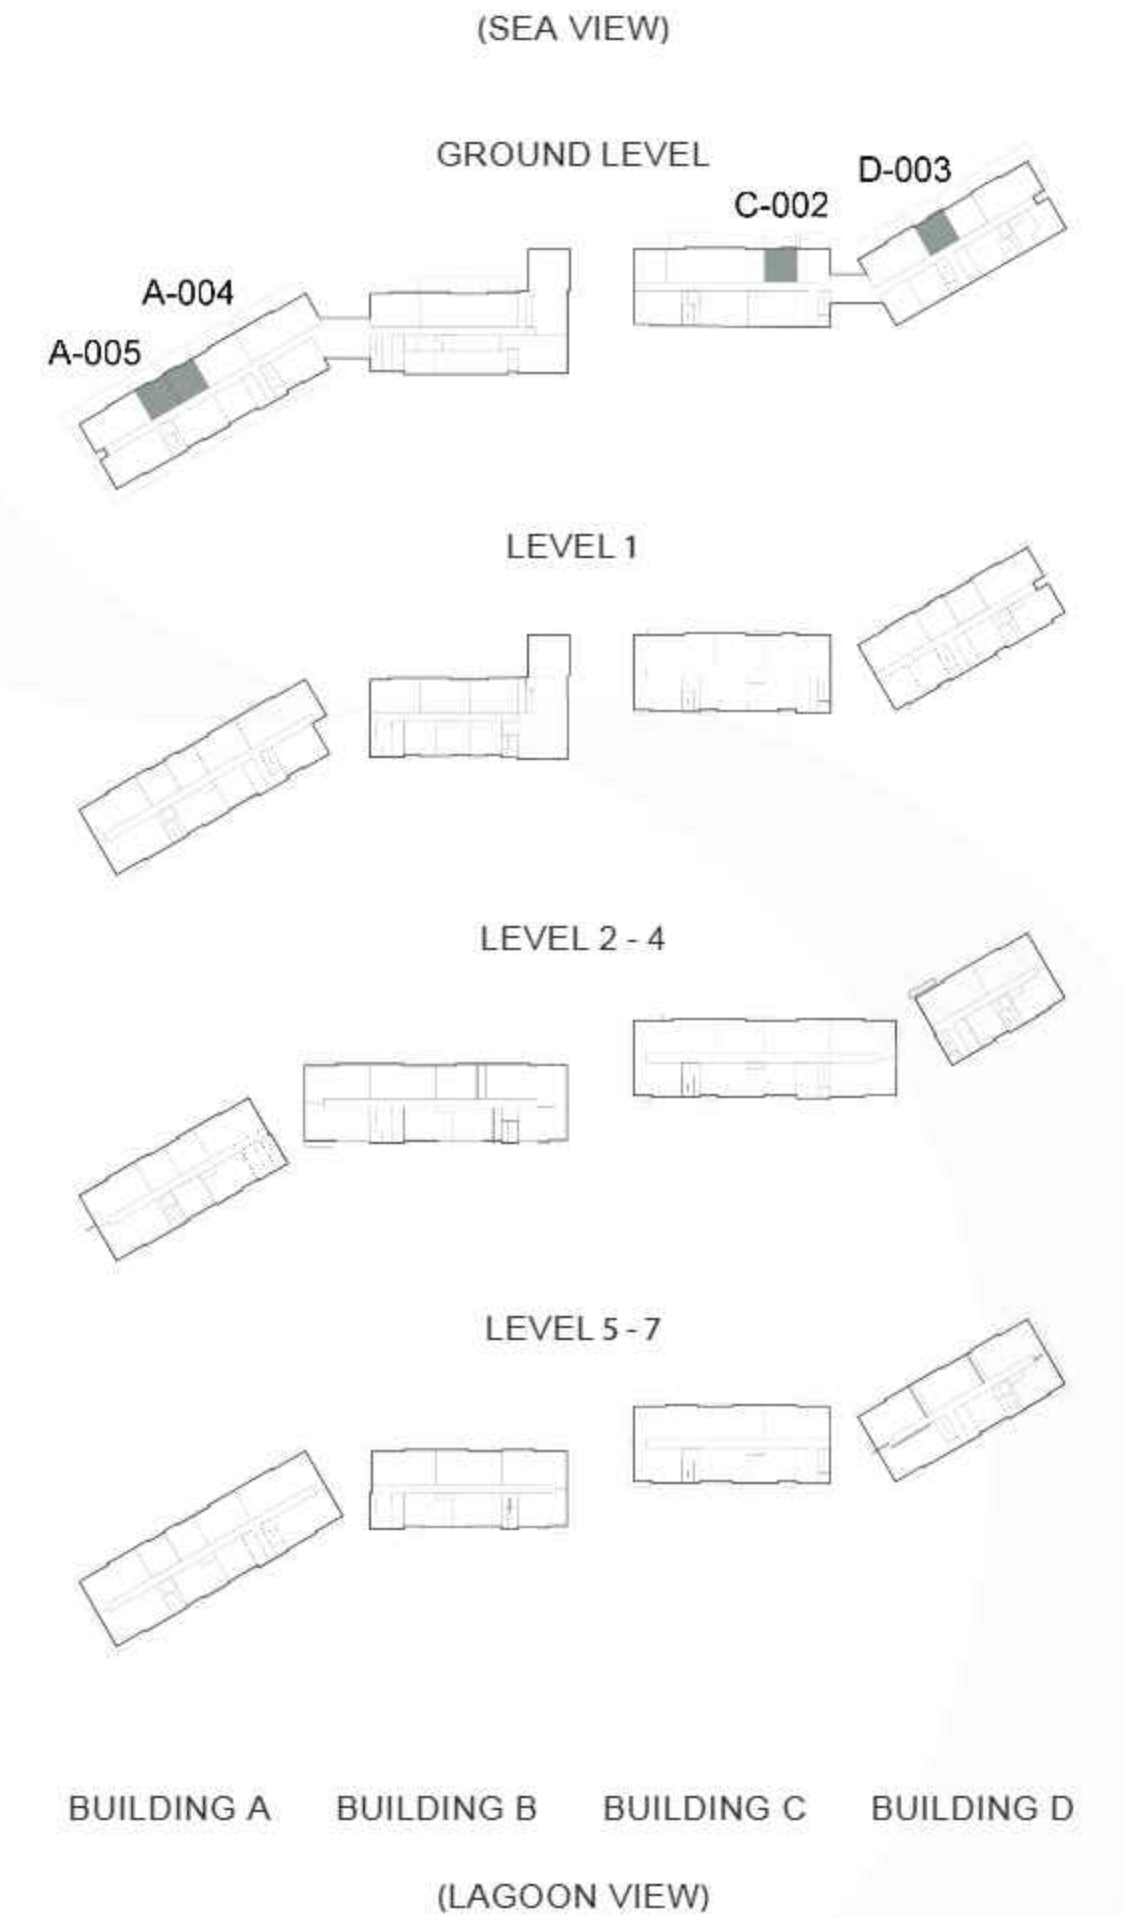 (SEA VIEW)
GROUND LEVEL
D-003
C-002
A-004
A-005
LEVEL 1
LEVEL 2 - 4
LEVEL 5 - 7
BUILDING A BUILDING B BUILDING C BUILDING D
(LAGOON VIEW)